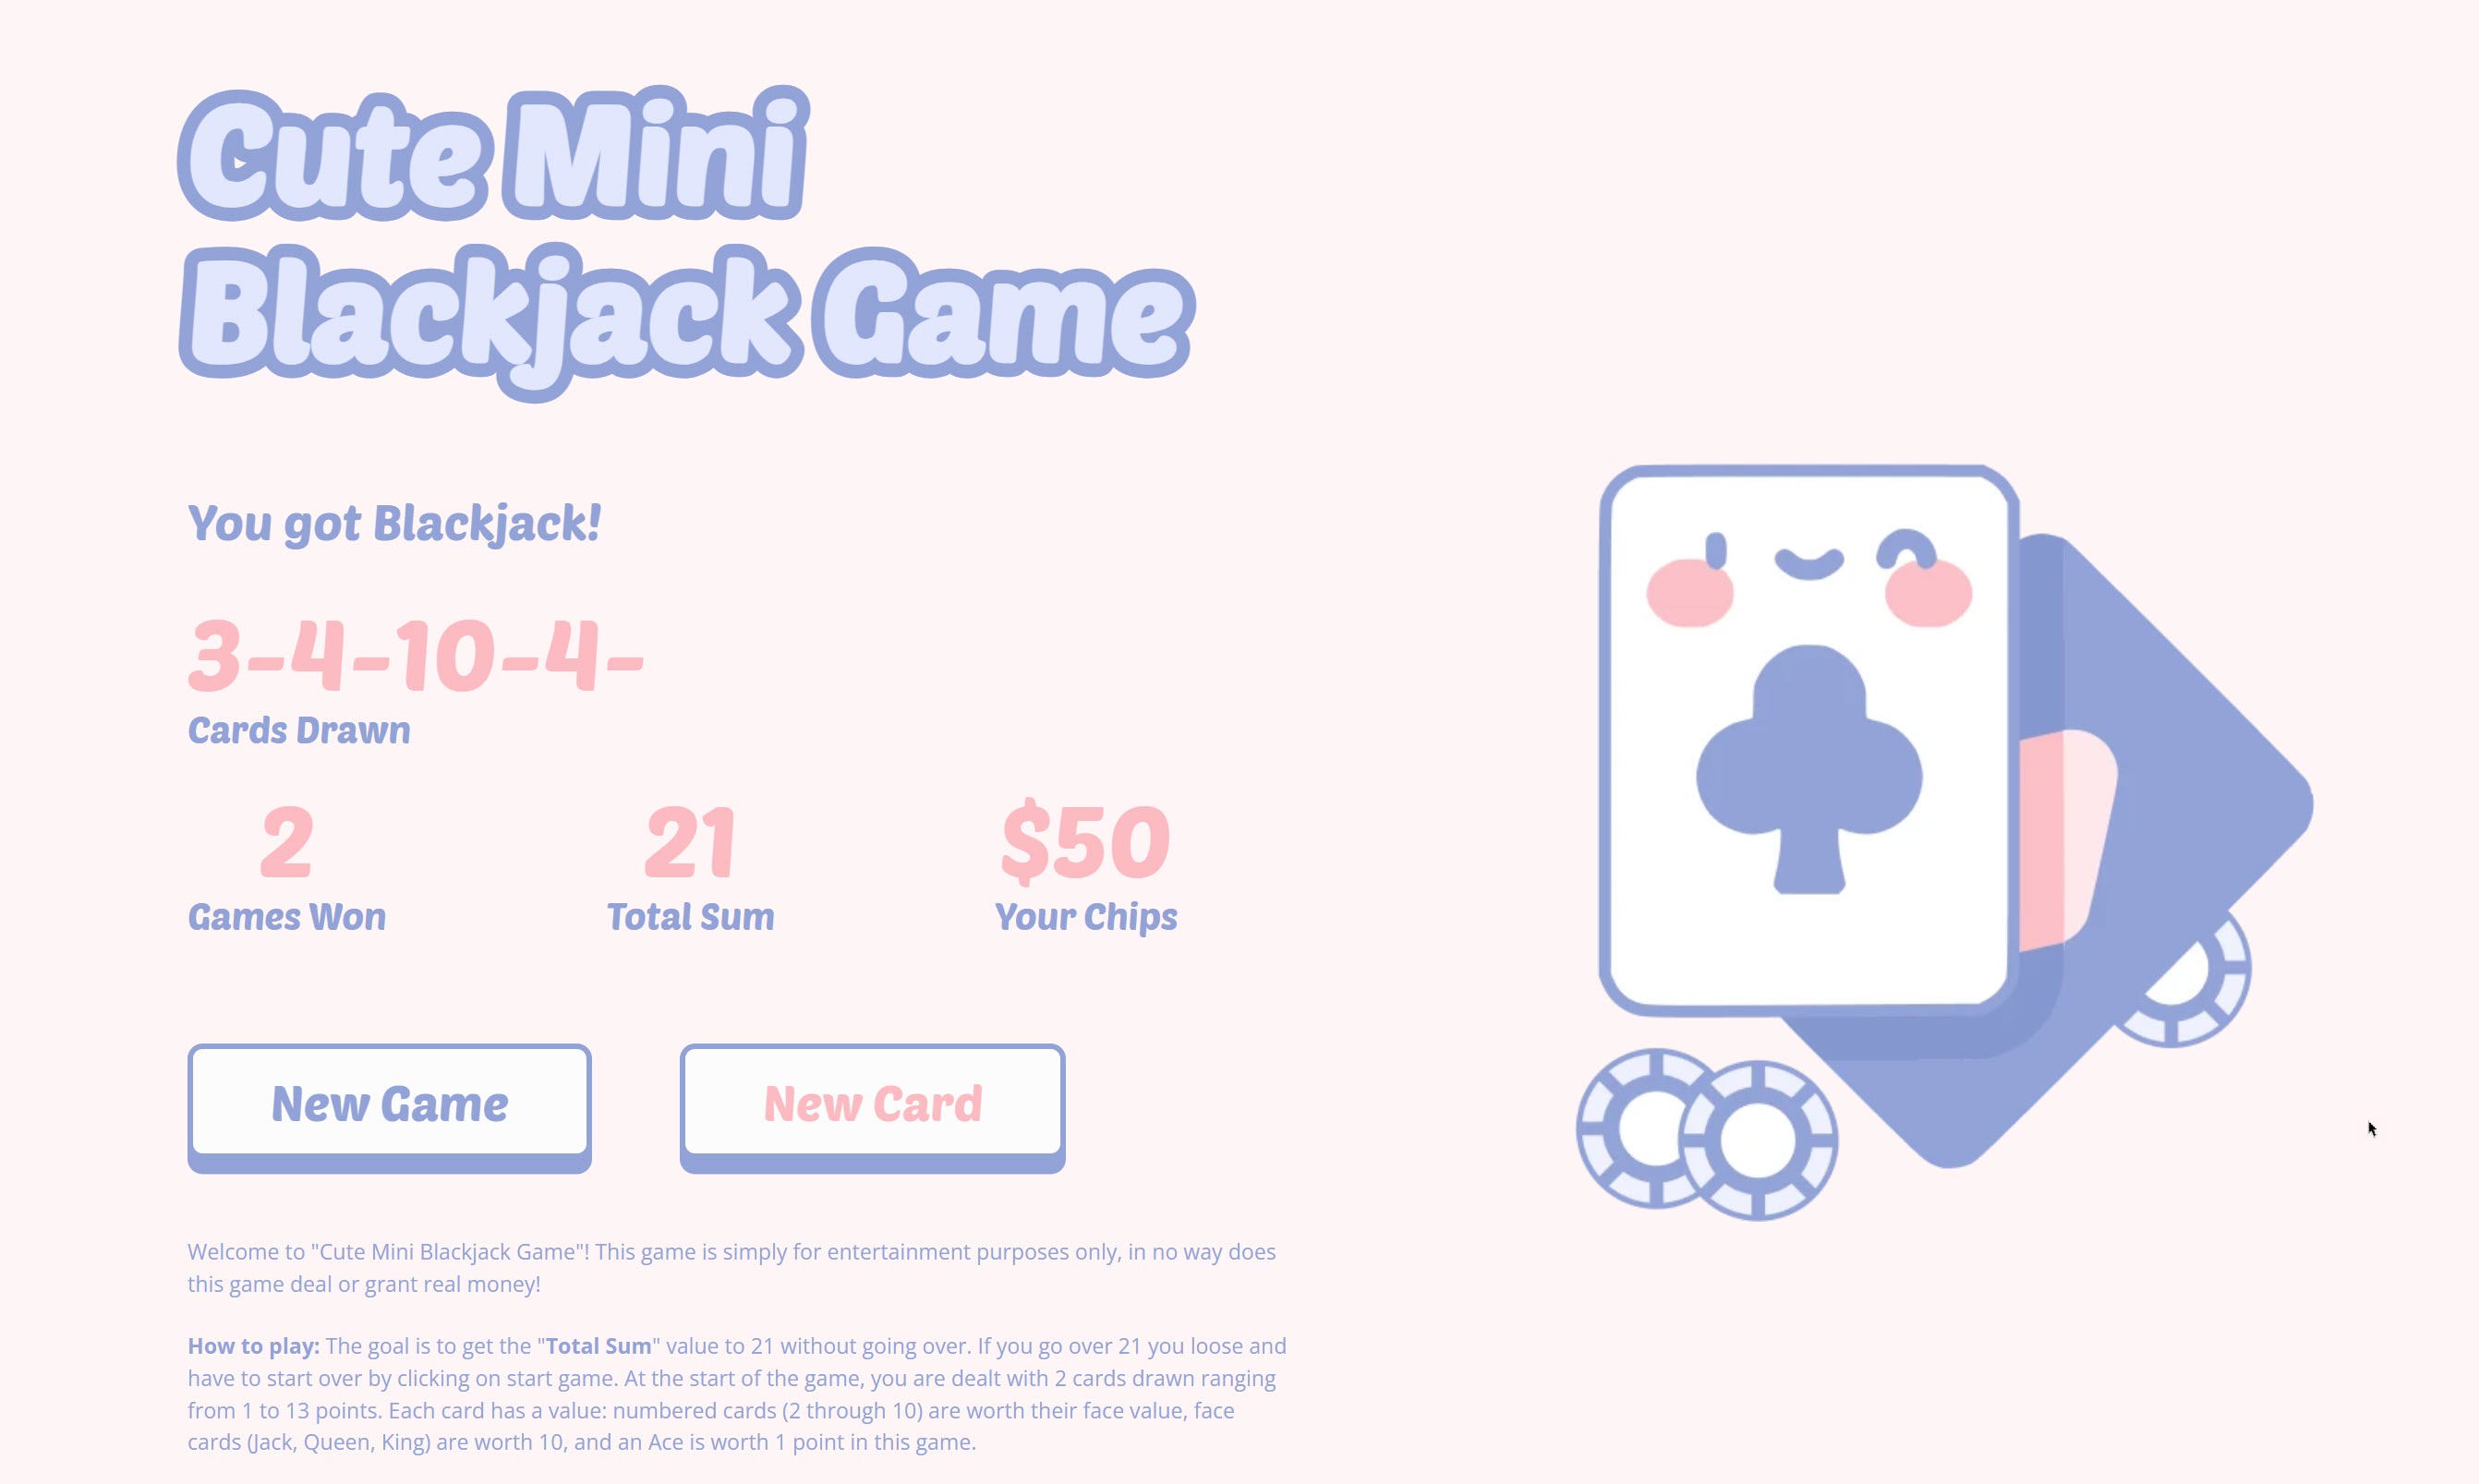 Cute Mini
Blackjack Game
You got Blackjack!
3-4-10-4-
Cards Drawn
2 21 $50
Games Won Total Sum Your Chips
New Game New Card
Welcome to "Cute Mini Blackjack Game"! This game is simply for entertainment purposes only, in no way does
this game deal or grant real money!
How to play: The goal is to get the "Total Sum" value to 21 without going over. If you go over 21 you loose and
have to start over by clicking on start game. At the start of the game, you are dealt with 2 cards drawn ranging
from 1 to 13 points. Each card has a value: numbered cards (2 through 10) are worth their face value, face
cards (Jack, Queen, King) are worth 10, and an Ace is worth 1 point in this game.